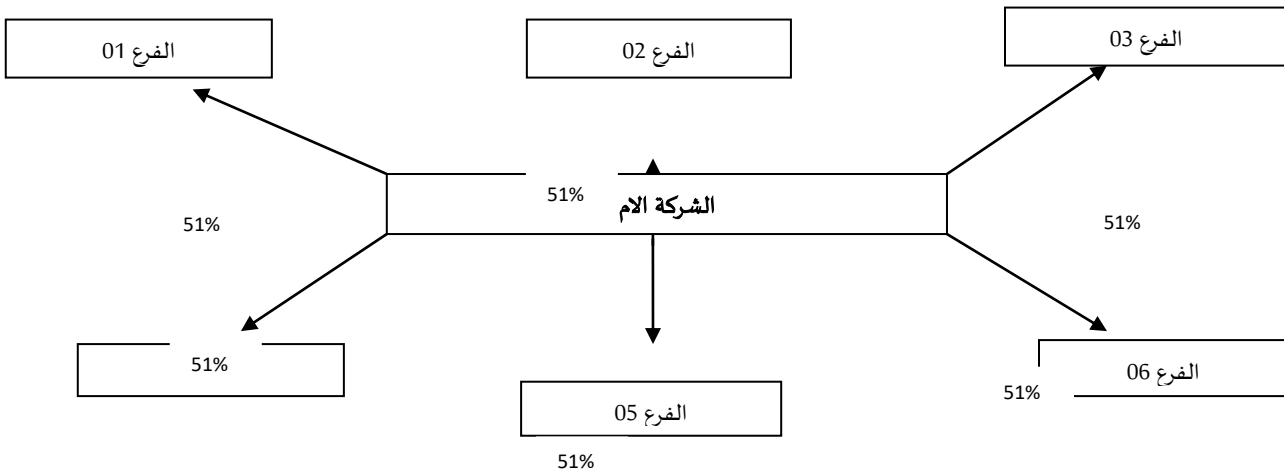 الفرع 01
الفرع 02
الفرع 03
51%
الشركة الام
51%
51%
51%
الفرع 06
51%
الفرع 05
51%